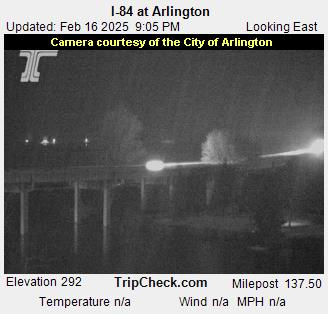 I-84 at Arlington
Updated: Feb 16 2025 9:05 PM Looking East
Camera courtesy of the City of Arlington
Elevation 292 TripCheck.com Milepost 137.50
Temperature n/a Wind n/a MPH n/a